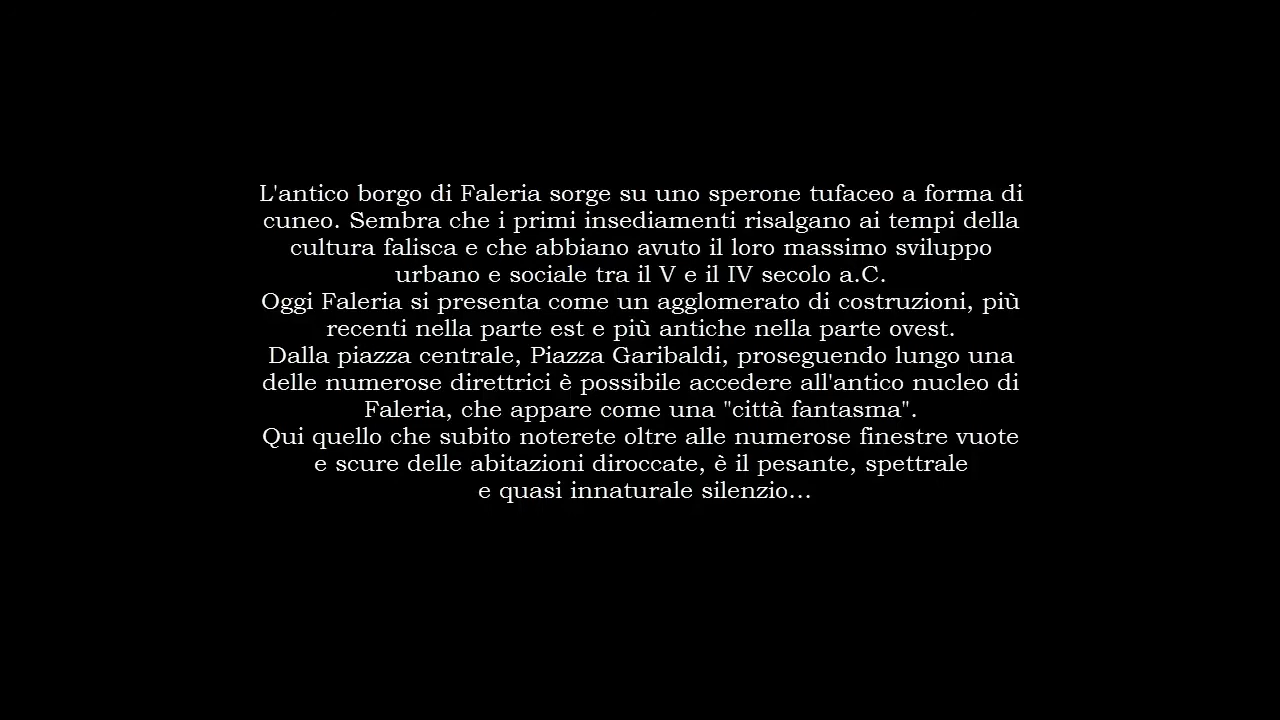 L'antico borgo di Faleria sorge su uno sperone tufaceo a forma di
cuneo. Sembra che i primi insediamenti risalgano ai tempi della
cultura falisca e che abbiano avuto il loro massimo sviluppo
urbano e sociale tra il V e il IV secolo a.C.
Oggi Faleria si presenta come un agglomerato di costruzioni, più
recenti nella parte est e più antiche nella parte ovest.
Dalla piazza centrale, Piazza Garibaldi, proseguendo lungo una
delle numerose direttrici è possibile accedere all'antico nucleo di
Faleria, che appare come una "città fantasma".
Qui quello che subito noterete oltre alle numerose finestre vuote
e scure delle abitazioni diroccate, è il pesante, spettrale
e quasi innaturale silenzio...